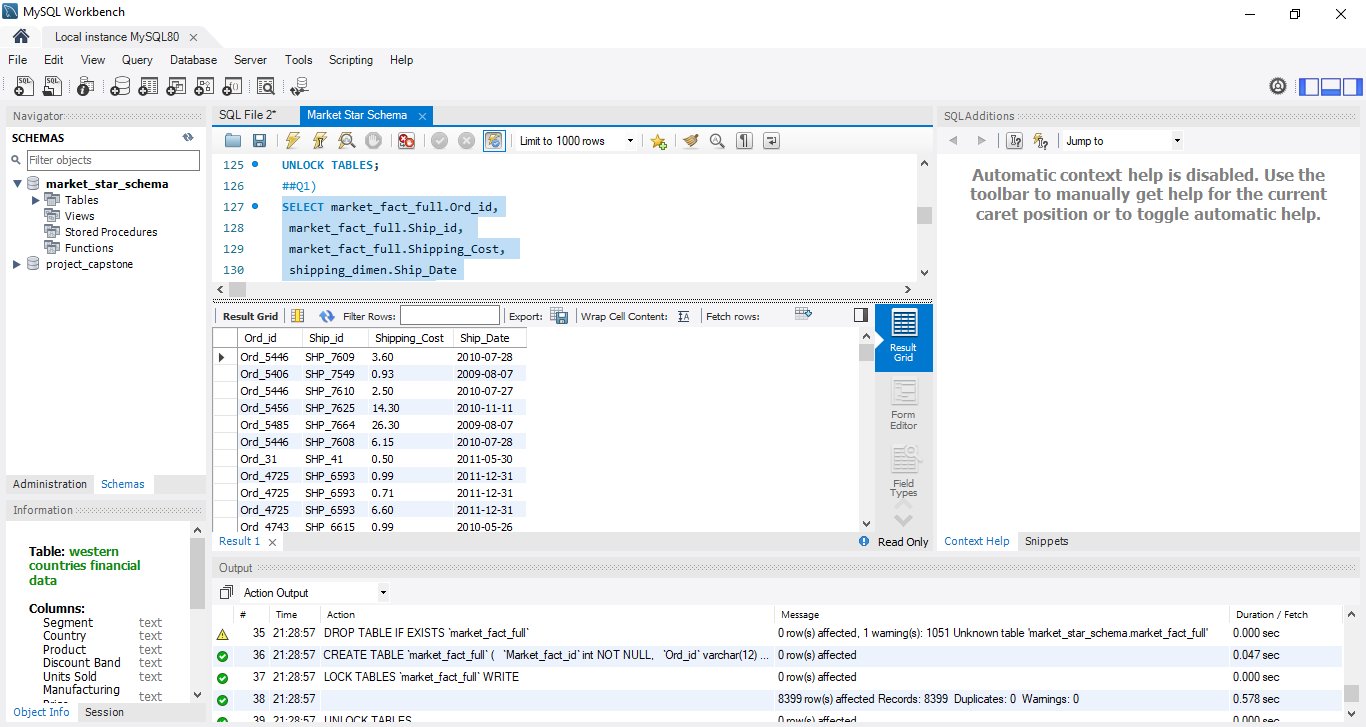 MySQL Workbench
Local instance MySQL80
File Edit View Query Database Server Tools Scripting Help
Navigator
SCHEMAS
Filter objects
market_star_schema
Tables
Views
Stored Procedures
Functions
project_capstone
Administration Schemas
Information
Table: western
countries financial
data
Columns:
Segment text
Country text
Product text
Discount Band text
Units Sold text
Manufacturing
text
Object Info Session
SQL File 2* Market Star Schema
Limit to 1000 rows
125 UNLOCK TABLES;
126 ##Q1)
127 SELECT market_fact_full.Ord_id,
128 market_fact_full.Ship_id,
129 market_fact_full.Shipping_Cost,
130 shipping_dimen.Ship_Date
Result Grid Filter Rows: Export: Wrap Cell Content: Fetch rows:
Ord_id Ship_id Shipping_Cost Ship_Date
Ord_5446 SHP_7609 3.60 2010-07-28
Ord_5406 SHP_7549 0.93 2009-08-07
Ord_5446 SHP_7610 2.50 2010-07-27
Ord_5456 SHP_7625 14.30 2010-11-11
Ord_5485 SHP_7664 26.30 2009-08-07
Ord_5446 SHP_7608 6.15 2010-07-28
Ord_31 SHP_41 0.50 2011-05-30
Ord_4725 SHP_6593 0.99 2011-12-31
Ord_4725 SHP_6593 0.71 2011-12-31
Ord_4725 SHP_6593 6.60 2011-12-31
Ord_4743 SHP_6615 0.99 2010-05-26
Result
Grid
Form
Editor
Field
Types
Result 1
Read Only
SQLAdditions
Jump to
Automatic context help is disabled. Use the
toolbar to manually get help for the current
caret position or to toggle automatic help.
Context Help Snippets
Output
Action Output
# Time Action Message Duration / Fetch
35 21:28:57 DROP TABLE IF EXISTS `market_fact_full` 0 row(s) affected, 1 warning(s): 1051 Unknown table 'market_star_schema.market_fact_full' 0.000 sec
36 21:28:57 CREATE TABLE `market_fact_full` ( `Market_fact_id` int NOT NULL, `Ord_id` varchar(12) ... 0 row(s) affected 0.047 sec
37 21:28:57 LOCK TABLES `market_fact_full` WRITE 0 row(s) affected 0.000 sec
38 21:28:57 8399 row(s) affected Records: 8399 Duplicates: 0 Warnings: 0 0.578 sec
39 21:28:57 UNLOCK TABLES 0 row(s) affected 0.000 sec